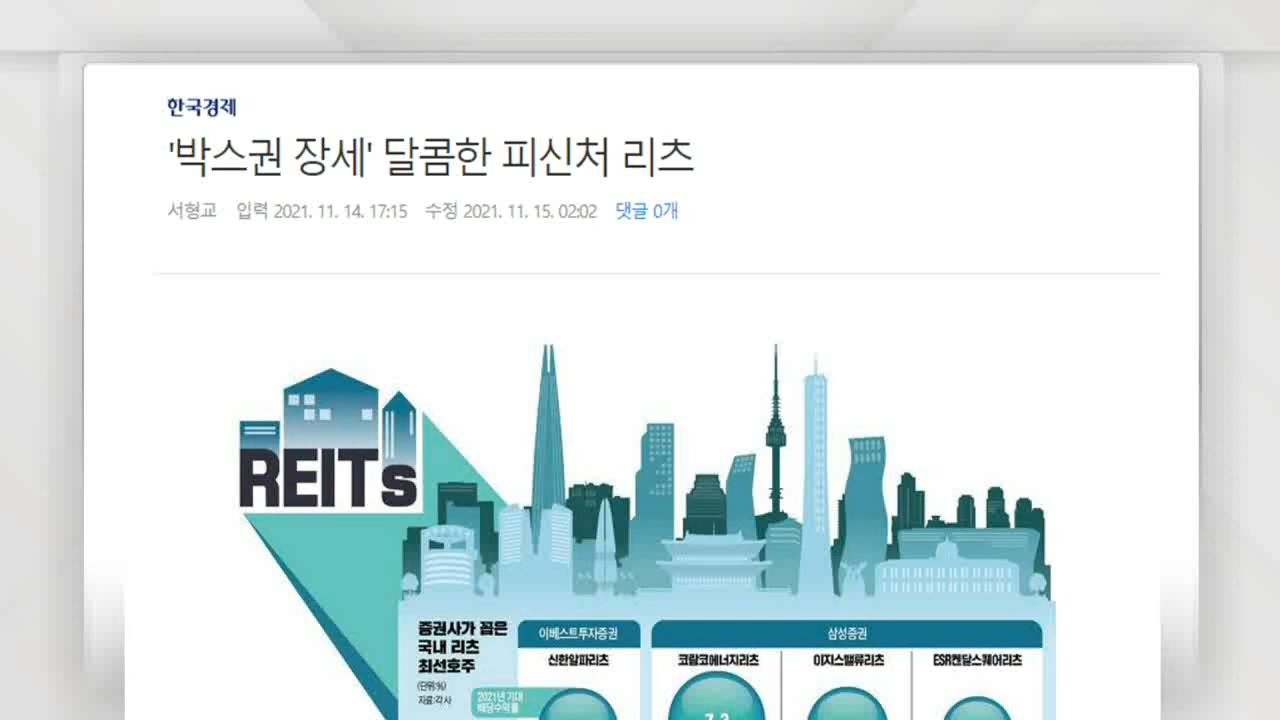 한국경제
'박스권 장세' 달콤한 피신처 리츠
서형교 입력 2021. 11. 14. 17:15 수정 2021. 11. 15. 02:02 댓글 0개
REITs
증권사가 꼽은
국내 리츠
최선호주
(단위:%)
자료:각 사
이베스트투자증권
삼성증권
신한알파리츠
코람코에너지리츠
이지스밸류리츠
ESR켄달스퀘어리츠
2021년 기대
배당수익률